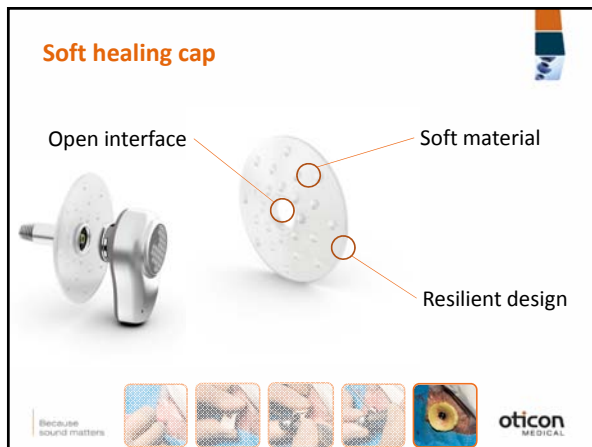 Soft healing cap
Open interface
Soft material
Resilient design
Because
sound matters
oticon
MEDICAL